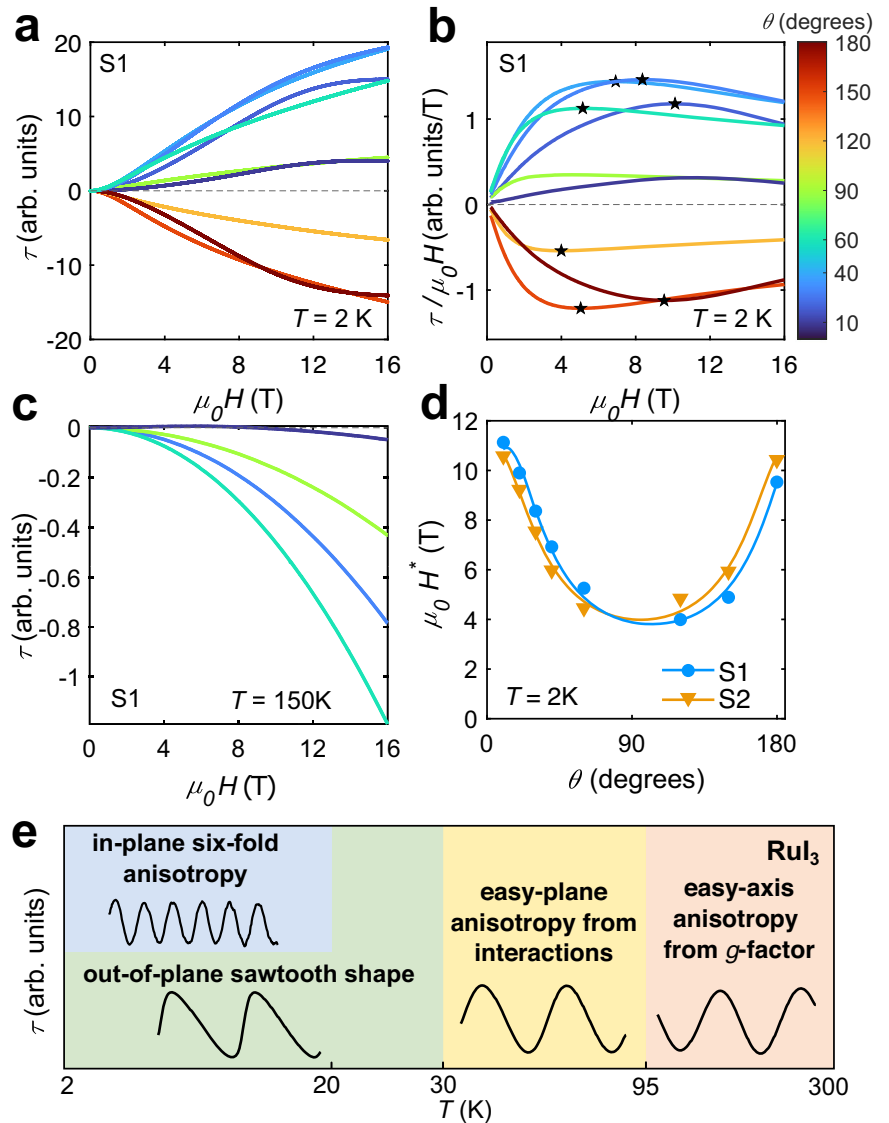 a
S1
τ (arb. units)
20
10
0
-10
-20
T = 2 K
0
4
8
12
16
μ0H (T)
b
S1
τ/μ0H (arb. units/T)
1
0
-1
T = 2 K
0
4
8
12
16
μ0H (T)
θ (degrees)
180
150
120
90
60
40
10
c
τ (arb. units)
0
-0.2
-0.4
-0.6
-0.8
-1
S1
T = 150K
0
4
8
12
16
μ0H (T)
d
μ0 H* (T)
12
10
8
6
4
2
0
S1
S2
T = 2K
0
90
180
θ (degrees)
e
τ (arb. units)
in-plane six-fold
anisotropy
out-of-plane sawtooth shape
easy-plane
anisotropy from
interactions
RuI3
easy-axis
anisotropy
from g-factor
2
20
30
95
300
T (K)